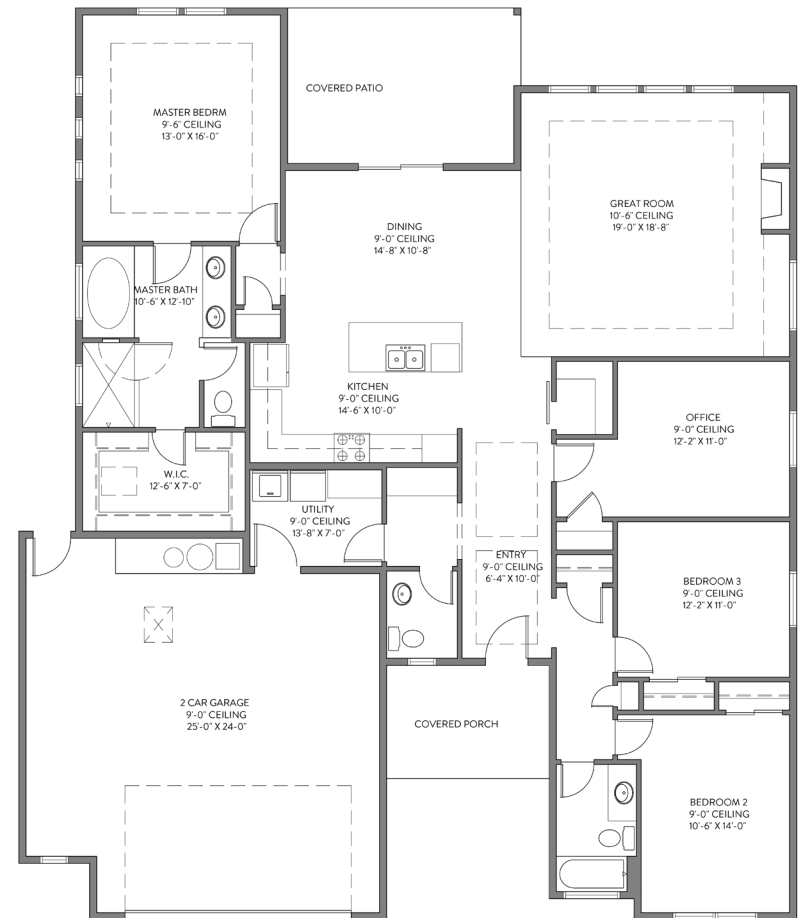 COVERED PATIO
MASTER BEDRM
9'-6" CEILING
13'-0" X 16'-0"
GREAT ROOM
10'-6" CEILING
19'-0" X 18'-8"
DINING
9'-0" CEILING
14'-8" X 10'-8"
MASTER BATH
10'-6" X 12'-10"
KITCHEN
9'-0" CEILING
14'-6" X 10'-0"
OFFICE
9'-0" CEILING
12'-2" X 11'-0"
W.I.C.
12'-6" X 7'-0"
UTILITY
9'-0" CEILING
13'-8" X 7'-0"
ENTRY
9'-0" CEILING
6'-4" X 10'-0"
BEDROOM 3
9'-0" CEILING
12'-2" X 11'-0"
2 CAR GARAGE
9'-0" CEILING
25'-0" X 24'-0"
COVERED PORCH
BEDROOM 2
9'-0" CEILING
10'-6" X 14'-0"